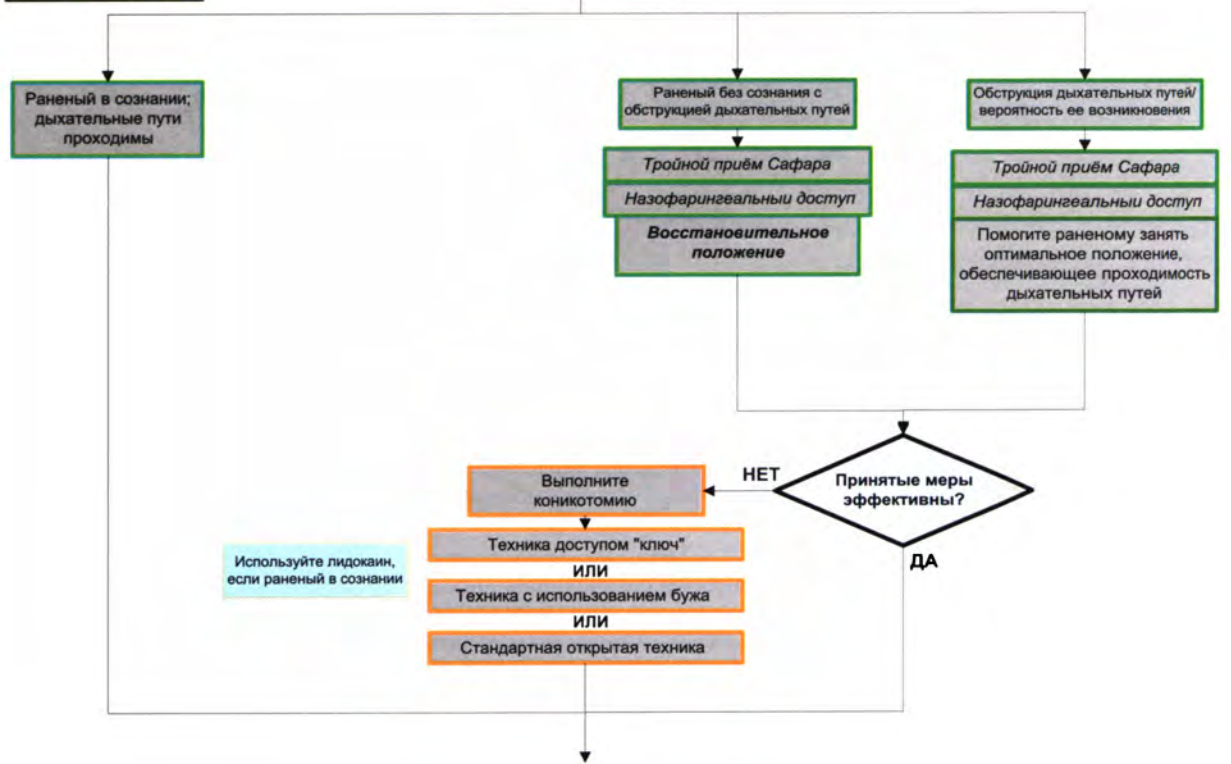 Раненый в сознании;
дыхательные пути
проходимы
Раненый без сознания с
обструкцией дыхательных путей
Тройной приём Сафара
Назофарингеальныи доступ
Восстановительное
положение
Обструкция дыхательных путей/
вероятность ее возникновения
Тройной приём Сафара
Назофарингеальныи доступ
Помогите раненому занять
оптимальное положение,
обеспечивающее проходимость
дыхательных путей
Принятые меры
эффективны?
НЕТ
ДА
Выполните
коникотомию
Техника доступом "ключ"
ИЛИ
Техника с использованием бужа
ИЛИ
Стандартная открытая техника
Используйте лидокаин,
если раненый в сознании